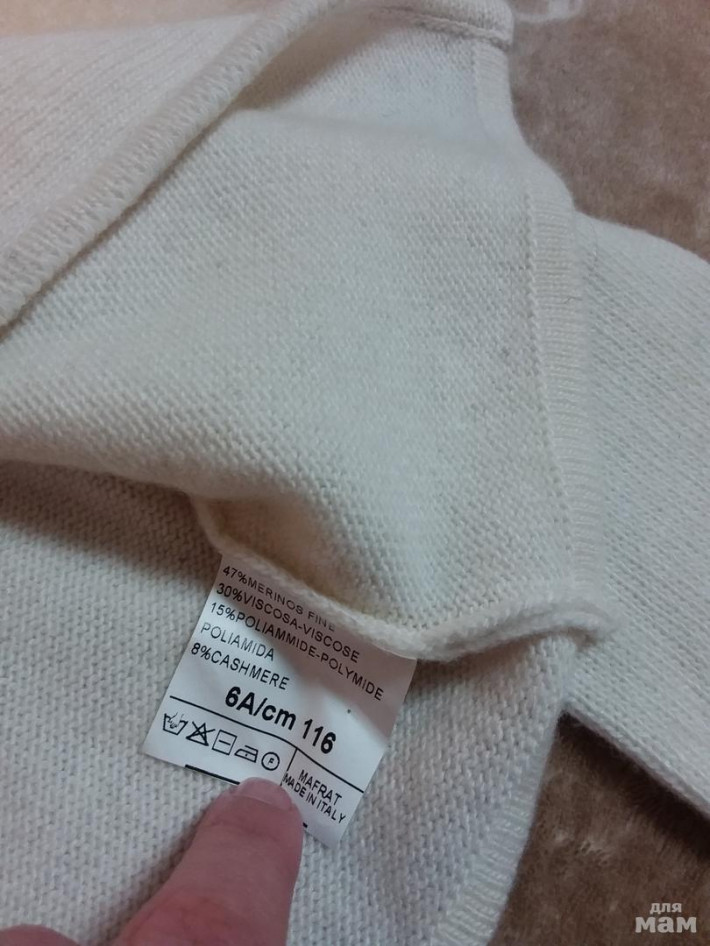 47%MERINOS FINE
30%VISCOSA-VISCOSE
15%POLIAMMIDE-POLYMIDE
POLIAMIDA
8%CASHMERE
6A/cm 116
F
MAFRAT
MADE IN ITALY
для
мам